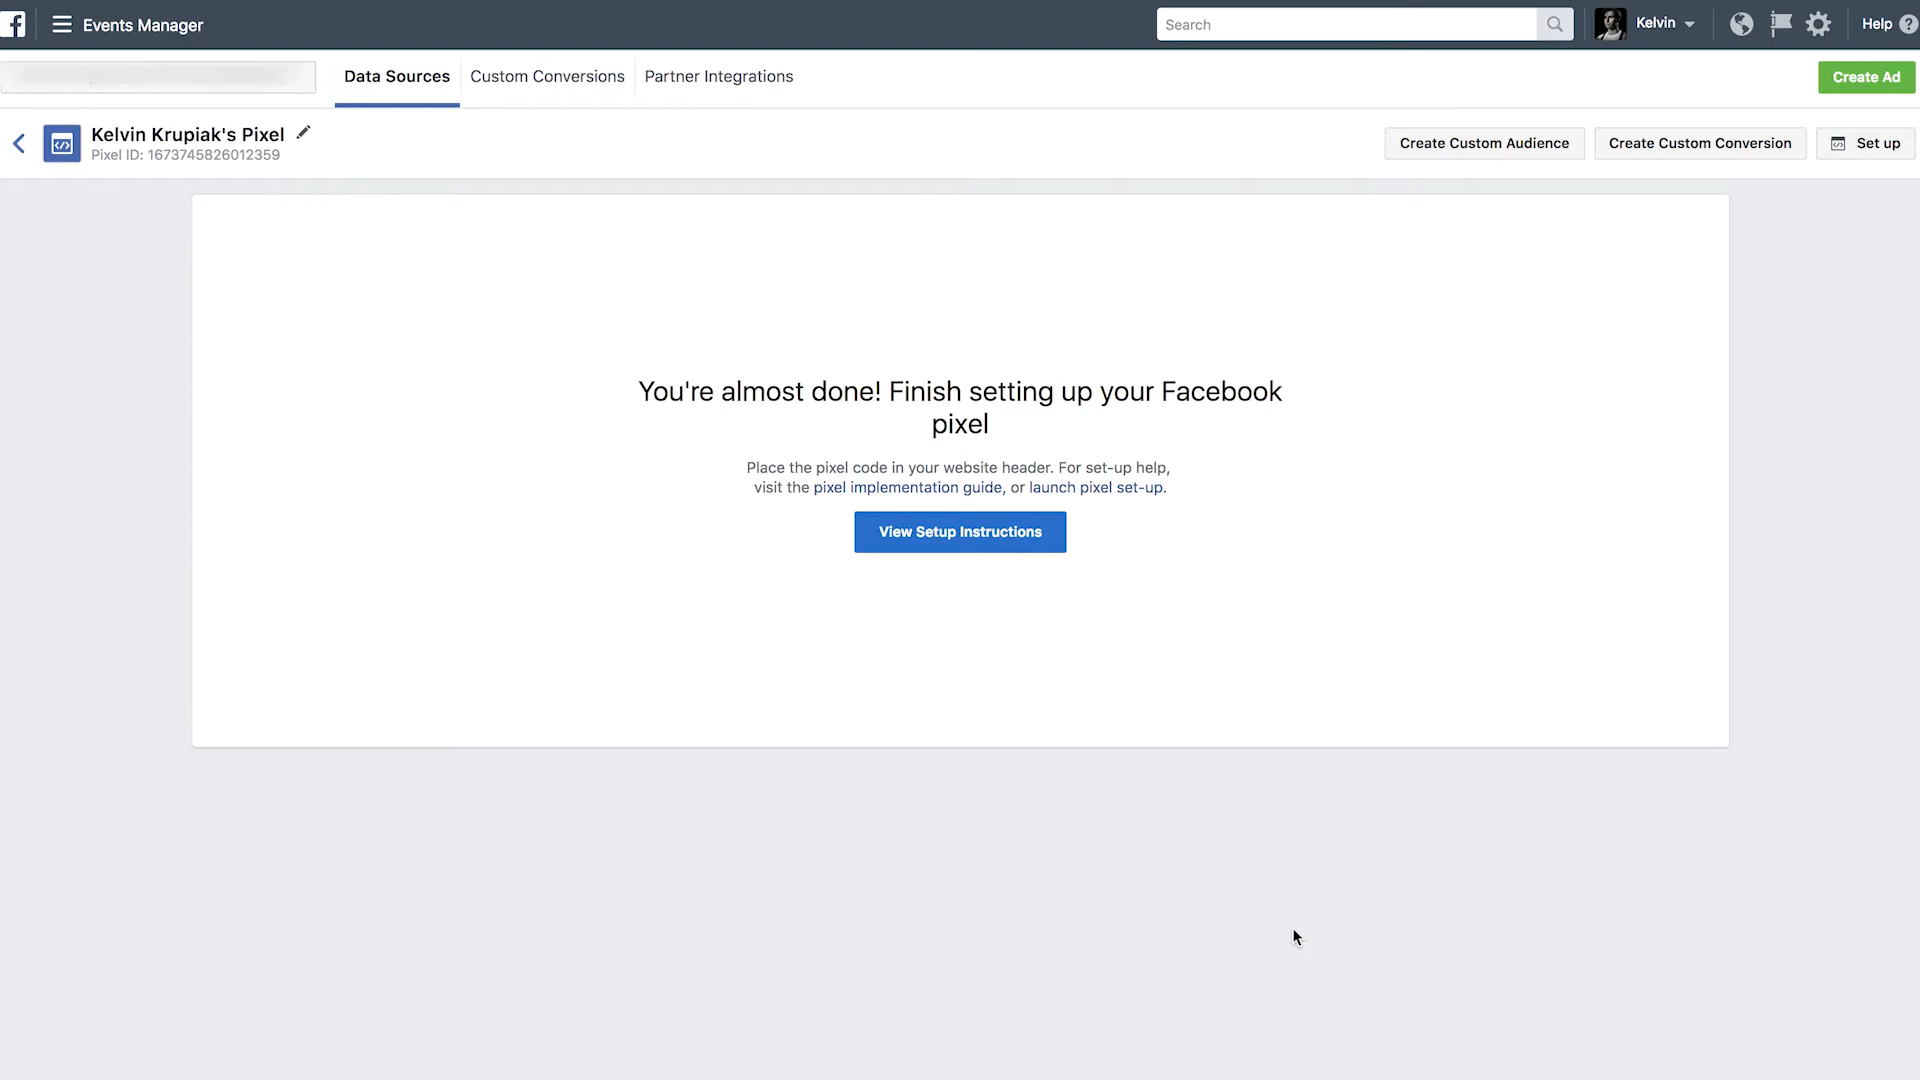 Events Manager
Search
Kelvin
Help
Data Sources
Custom Conversions
Partner Integrations
Create Ad
Kelvin Krupiak's Pixel
Pixel ID: 1673745826012359
Create Custom Audience
Create Custom Conversion
Set up
You're almost done! Finish setting up your Facebook
pixel
Place the pixel code in your website header. For set-up help,
visit the pixel implementation guide, or launch pixel set-up.
View Setup Instructions